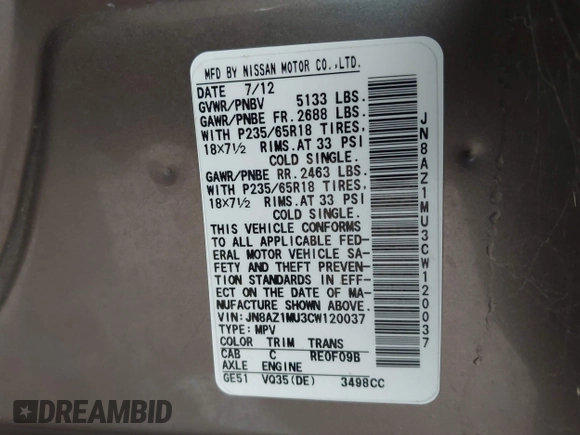 MFD BY NISSAN MOTOR CO.,LTD.
DATE 7/12
GVWR/PNBV 5133 LBS.
GAWR/PNBE FR. 2688 LBS.
WITH P235/65R18 TIRES,
18×7½ RIMS.AT 33 PSI
COLD SINGLE.
GAWR/PNBE RR. 2463 LBS.
WITH P235/65R18 TIRES,
18×7½ RIMS.AT 33 PSI
COLD SINGLE.
THIS VEHICLE CONFORMS
TO ALL APPLICABLE FED-
ERAL MOTOR VEHICLE SA-
FETY AND THEFT PREVEN-
TION STANDARDS IN EFF-
ECT ON THE DATE OF MA-
NUFACTURE SHOWN ABOVE.
VIN: JN8AZ1MU3CW120037
TYPE: MPV
COLOR TRIM TRANS
CAB C RE0F09B
AXLE ENGINE
GE51 VQ35(DE) 3498CC
JN8AZ1MU3CW120037
DREAMBID